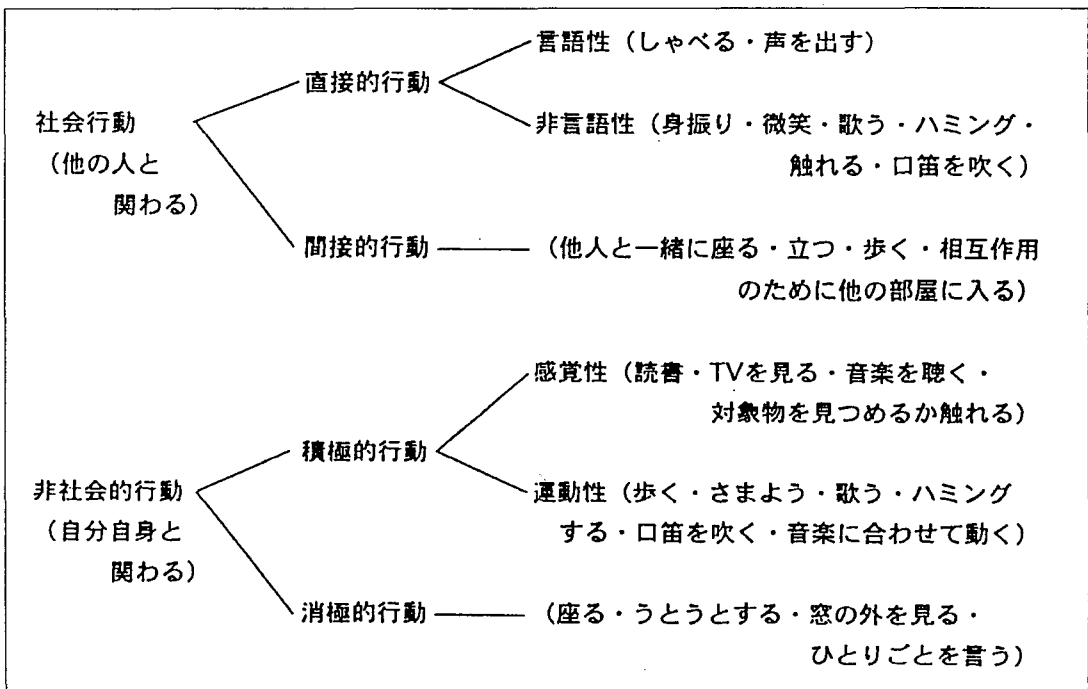 言語性（しゃべる・声を出す）
直接的行動
社会行動
（他の人と
関わる）
非言語性（身振り・微笑・歌う・ハミング・
触れる・口笛を吹く）
間接的行動
（他人と一緒に座る・立つ・歩く・相互作用
のために他の部屋に入る）
感覚性（読書・TVを見る・音楽を聴く・
対象物を見つめるか触れる）
積極的行動
非社会的行動
（自分自身と
関わる）
運動性（歩く・さまよう・歌う・ハミング
する・口笛を吹く・音楽に合わせて動く）
消極的行動
（座る・うとうとする・窓の外を見る・
ひとりごとを言う）